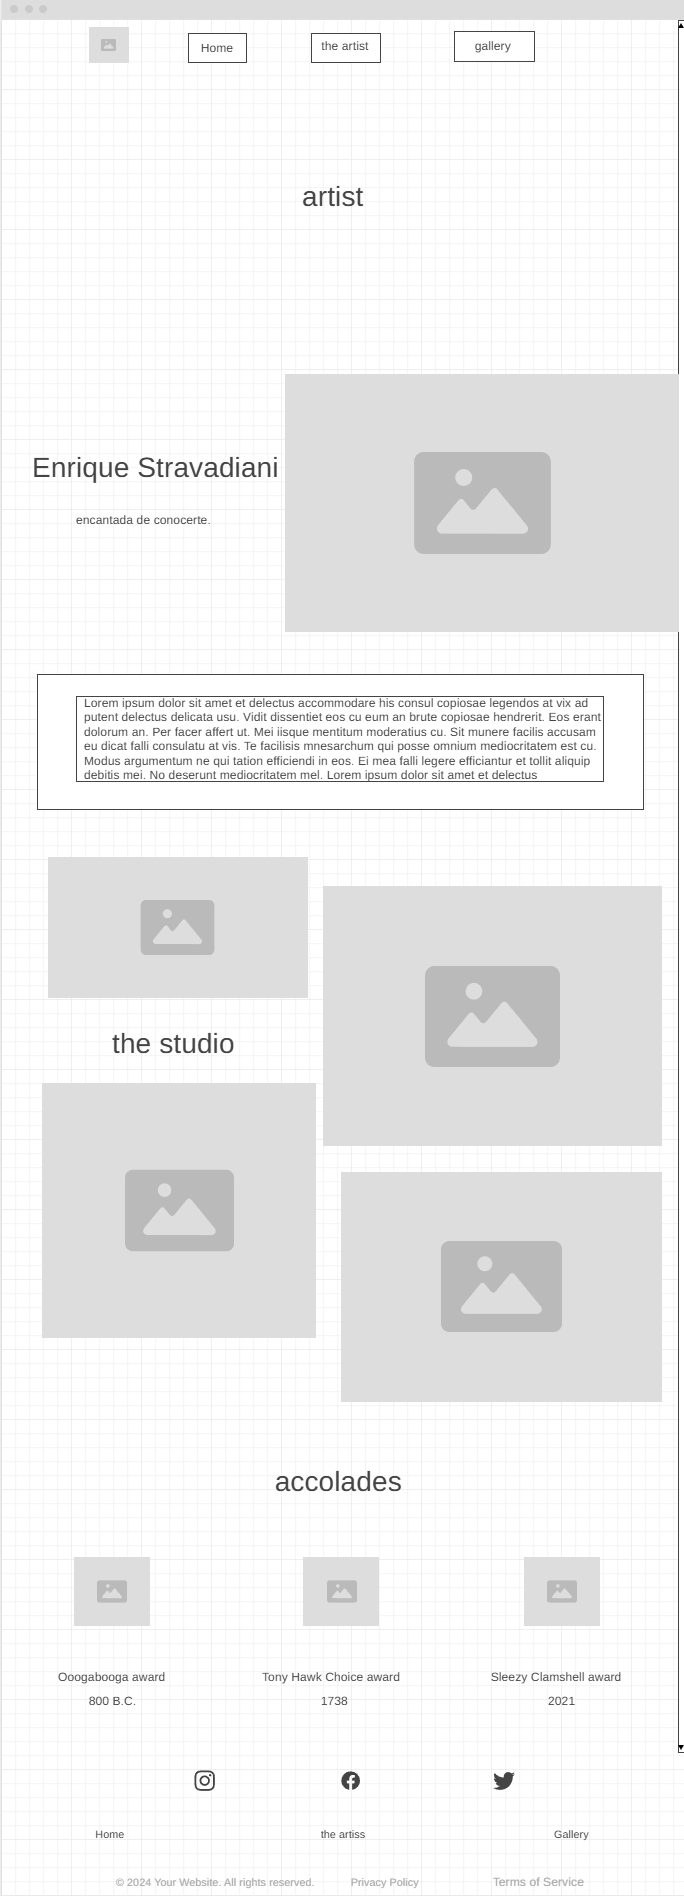 Home
the artist
gallery
artist
Enrique Stravadiani
encantada de conocerte.
Lorem ipsum dolor sit amet et delectus accommodare his consul copiosae legendos at vix ad
putent delectus delicata usu. Vidit dissentiet eos cu eum an brute copiosae hendrerit. Eos erant
dolorum an. Per facer affert ut. Mei iisque mentitum moderatius cu. Sit munere facilis accusam
eu dicat falli consulatu at vis. Te facilisis mnesarchum qui posse omnium mediocritatem est cu.
Modus argumentum ne qui tation efficiendi in eos. Ei mea falli legere efficiantur et tollit aliquip
debitis mei. No deserunt mediocritatem mel. Lorem ipsum dolor sit amet et delectus
the studio
accolades
Ooogabooga award
800 B.C.
Tony Hawk Choice award
1738
Sleezy Clamshell award
2021
Home
the artiss
Gallery
© 2024 Your Website. All rights reserved.
Privacy Policy
Terms of Service